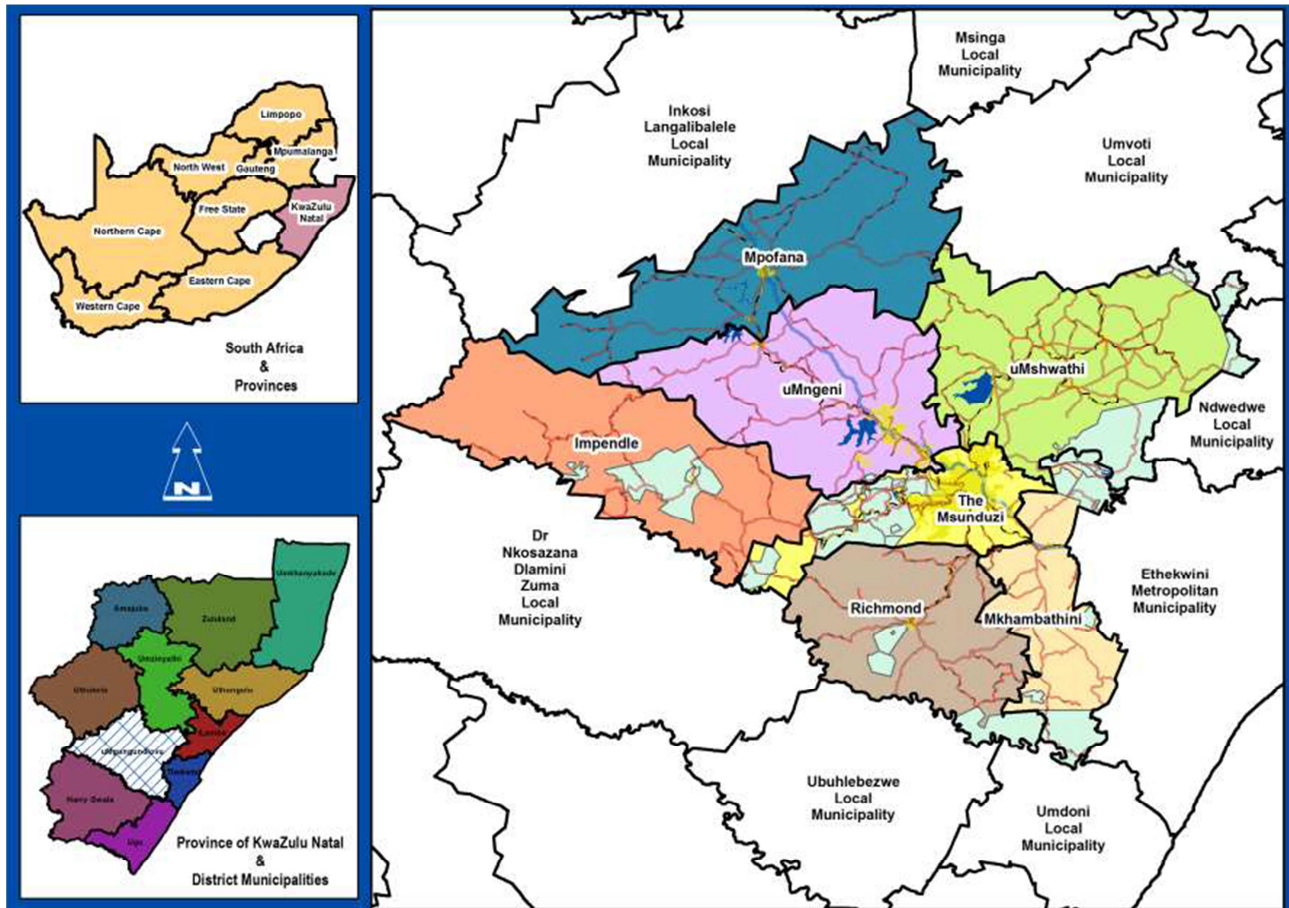 Limpopo
Mpumalanga
North West
Gauteng
KwaZulu
Natal
Free State
Northern Cape
Eastern Cape
Western Cape
South Africa
&
Provinces
N
Amajuba
Zululand
Umkhanyakude
Umzinyathi
Uthukela
Uthungulu
iLembe
uMgungundlovu
Ugu
Province of KwaZulu Natal
&
District Municipalities
Msinga
Local
Municipality
Inkosi
Langalibalele
Local
Municipality
Umvoti
Local
Municipality
Mpofana
uMshwathi
uMngeni
Ndwedwe
Local
Municipality
Impendle
The
Msunduzi
Dr
Nkosazana
Dlamini
Zuma
Local
Municipality
Ethekwini
Metropolitan
Municipality
Richmond
Mkhambathini
Ubuhlebezwe
Local
Municipality
Umdoni
Local
Municipality